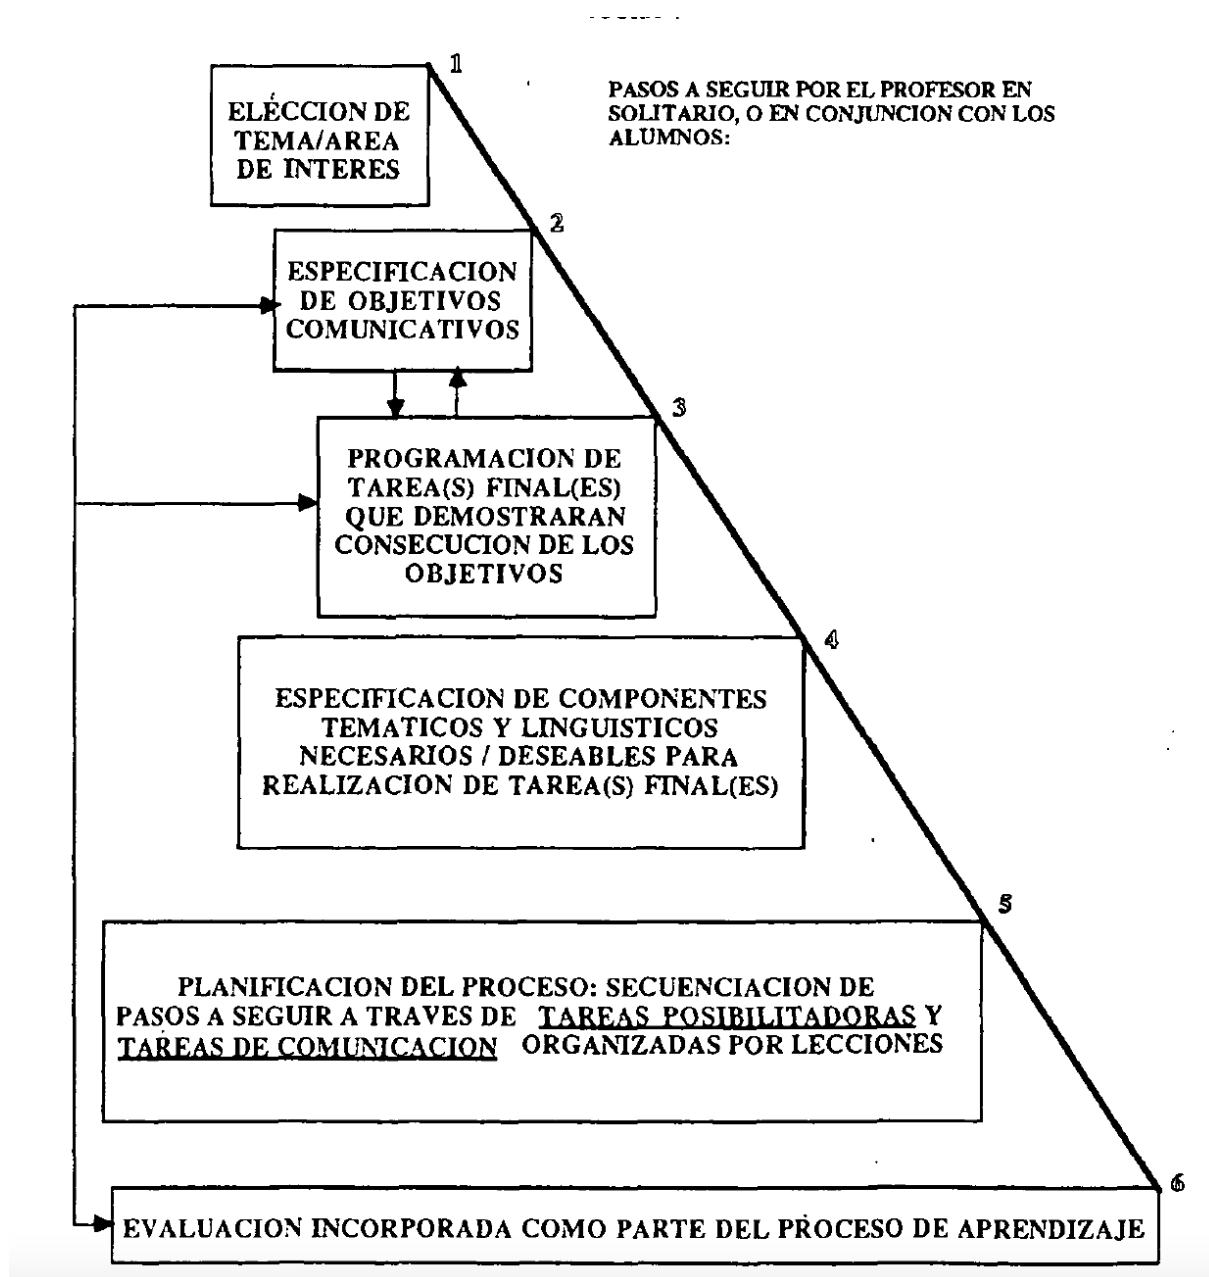 1
PASOS A SEGUIR POR EL PROFESOR EN
SOLITARIO, O EN CONJUNCION CON LOS
ALUMNOS:
ELECCION DE
TEMA/AREA
DE INTERES
2
ESPECIFICACION
DE OBJETIVOS
COMUNICATIVOS
3
PROGRAMACION DE
TAREA(S) FINAL(ES)
QUE DEMOSTRARAN
CONSECUCION DE LOS
OBJETIVOS
4
ESPECIFICACION DE COMPONENTES
TEMATICOS Y LINGUISTICOS
NECESARIOS / DESEABLES PARA
REALIZACION DE TAREA(S) FINAL(ES)
5
PLANIFICACION DEL PROCESO: SECUENCIACION DE
PASOS A SEGUIR A TRAVES DE TAREAS POSIBILITADORAS Y
TAREAS DE COMUNICACION ORGANIZADAS POR LECCIONES
6
EVALUACION INCORPORADA COMO PARTE DEL PROCESO DE APRENDIZAJE